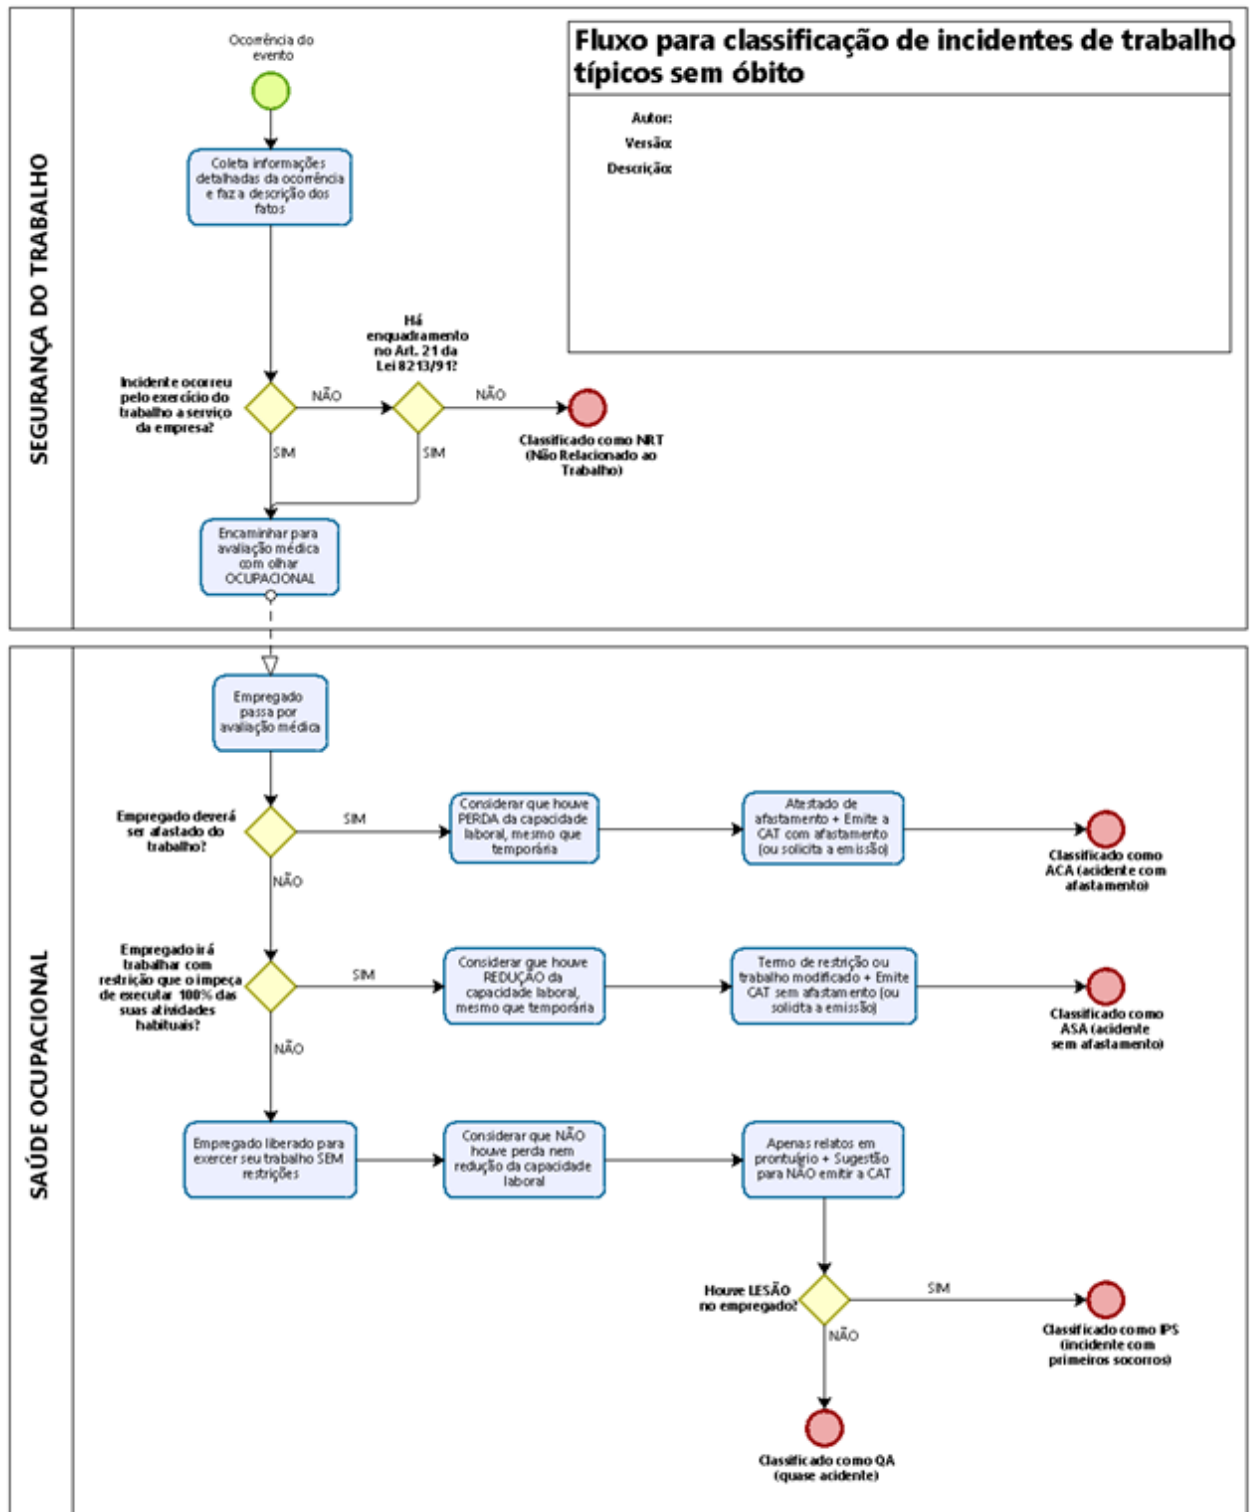 Fluxo para classificação de incidentes de trabalho
típicos sem óbito
Autor:
Versão:
Descrição:
SEGURANÇA DO TRABALHO
Ocorrência do
evento
Coleta informações
detalhadas da ocorrência
e faz a descrição dos
fatos
Incidente ocorreu
pelo exercício do
trabalho a serviço
da empresa?
NÃO
SIM
Há
enquadramento
no Art. 21 da
Lei 8213/91?
NÃO
SIM
Classificado como NRT
(Não Relacionado ao
Trabalho)
Encaminhar para
avaliação médica
com olhar
OCUPACIONAL
SAÚDE OCUPACIONAL
Empregado
passa por
avaliação médica
Empregado deverá
ser afastado do
trabalho?
SIM
NÃO
Considerar que houve
PERDA da capacidade
laboral, mesmo que
temporária
Atestado de
afastamento + Emite a
CAT com afastamento
(ou solicita a emissão)
Classificado como
ACA (acidente com
afastamento)
Empregado irá
trabalhar com
restrição que o impeça
de executar 100% das
suas atividades
habituais?
SIM
NÃO
Considerar que houve
REDUÇÃO da
capacidade laboral,
mesmo que temporária
Termo de restrição ou
trabalho modificado + Emite
CAT sem afastamento (ou
solicita a emissão)
Classificado como
ASA (acidente
sem afastamento)
Empregado liberado para
exercer seu trabalho SEM
restrições
Considerar que NÃO
houve perda nem
redução da capacidade
laboral
Apenas relatos em
prontuário + Sugestão
para NÃO emitir a CAT
Houve LESÃO
no empregado?
SIM
NÃO
Classificado como IPS
(incidente com
primeiros socorros)
Classificado como QA
(quase acidente)